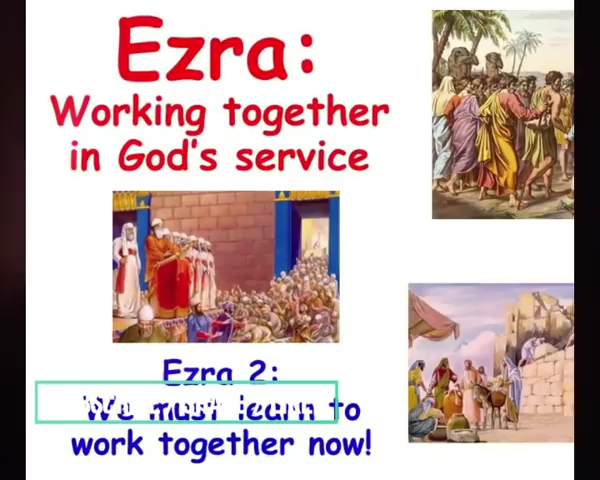 Ezra:
Working together
in God's service
Ezra 2:
We must learn to
work together now!